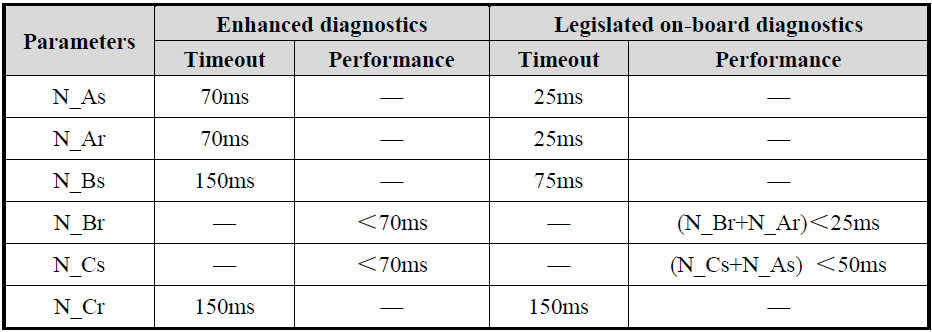 Parameters Enhanced diagnostics Legislated on-board diagnostics
Timeout Performance Timeout Performance
N_As 70ms — 25ms —
N_Ar 70ms — 25ms —
N_Bs 150ms — 75ms —
N_Br — <70ms — (N_Br+N_Ar)<25ms
N_Cs — <70ms — (N_Cs+N_As) <50ms
N_Cr 150ms — 150ms —